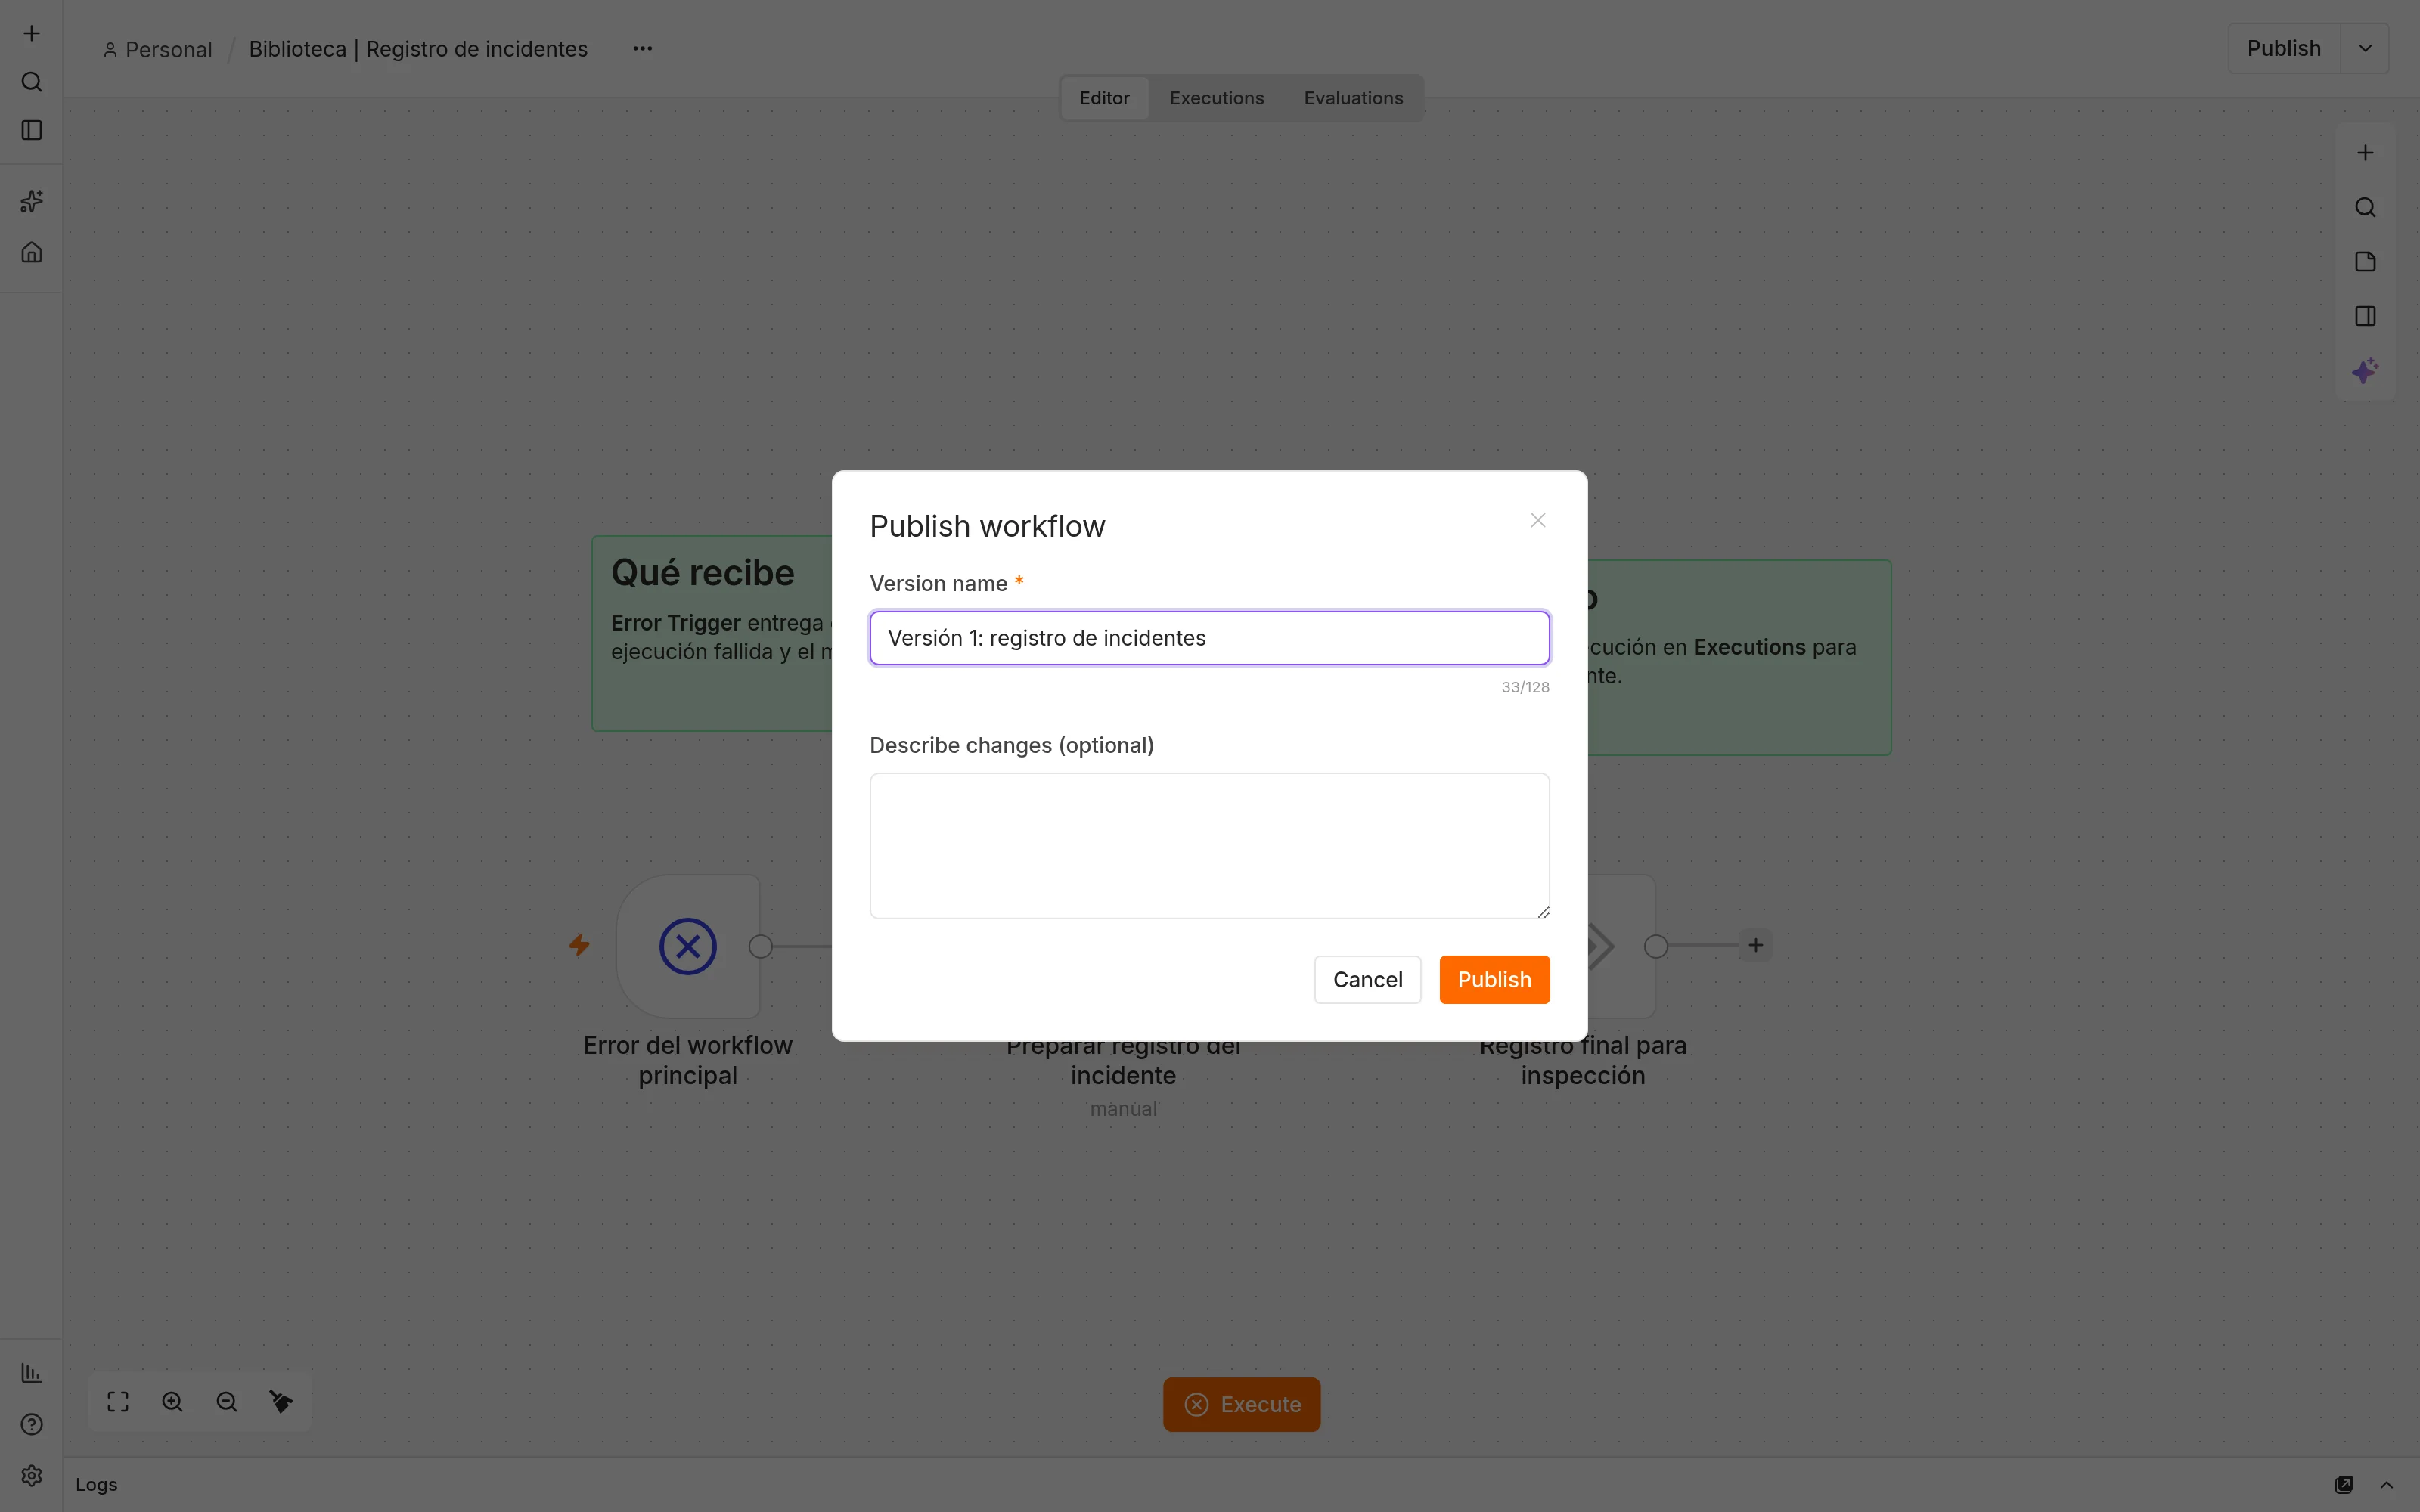 Personal / Biblioteca | Registro de incidentes
Publish
Editor Executions Evaluations
Publish workflow
Version name *
Versión 1: registro de incidentes
33/128
Describe changes (optional)
Cancel Publish
Qué recibe
Error Trigger entrega
ejecución fallida y el
en Executions para
Error del workflow
principal
Preparar registro del
incidente
manual
Registro final para
inspección
Execute
Logs